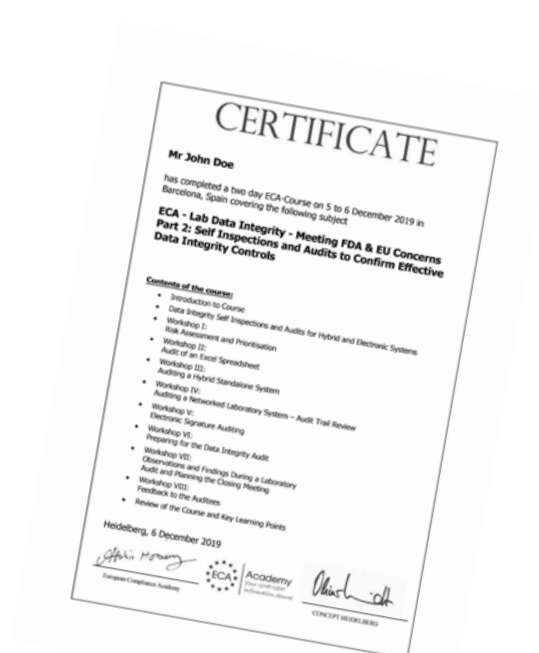 CERTIFICATE
Mr John Doe
has completed a two day ECA-Course on 5 to 6 December 2019 in
Barcelona, Spain covering the following subject
ECA - Lab Data Integrity - Meeting FDA & EU Concerns
Part 2: Self Inspections and Audits to Confirm Effective
Data Integrity Controls
Contents of the course:
• Introduction to Course
• Data Integrity Self Inspections and Audits for Hybrid and Electronic Systems
• Workshop I:
Risk Assessment and Prioritisation
• Workshop II:
Audit of an Excel Spreadsheet
• Workshop III:
Auditing a Hybrid Standalone System
• Workshop IV:
Auditing a Networked Laboratory System – Audit Trail Review
• Workshop V:
Electronic Signature Auditing
• Workshop VI:
Preparing for the Data Integrity Audit
• Workshop VII:
Observations and Findings During a Laboratory
Audit and Planning the Closing Meeting
• Workshop VIII:
Feedback to the Auditees
• Review of the Course and Key Learning Points
Heidelberg, 6 December 2019
European Compliance Academy
ECA
Academy
CONCEPT HEIDELBERG